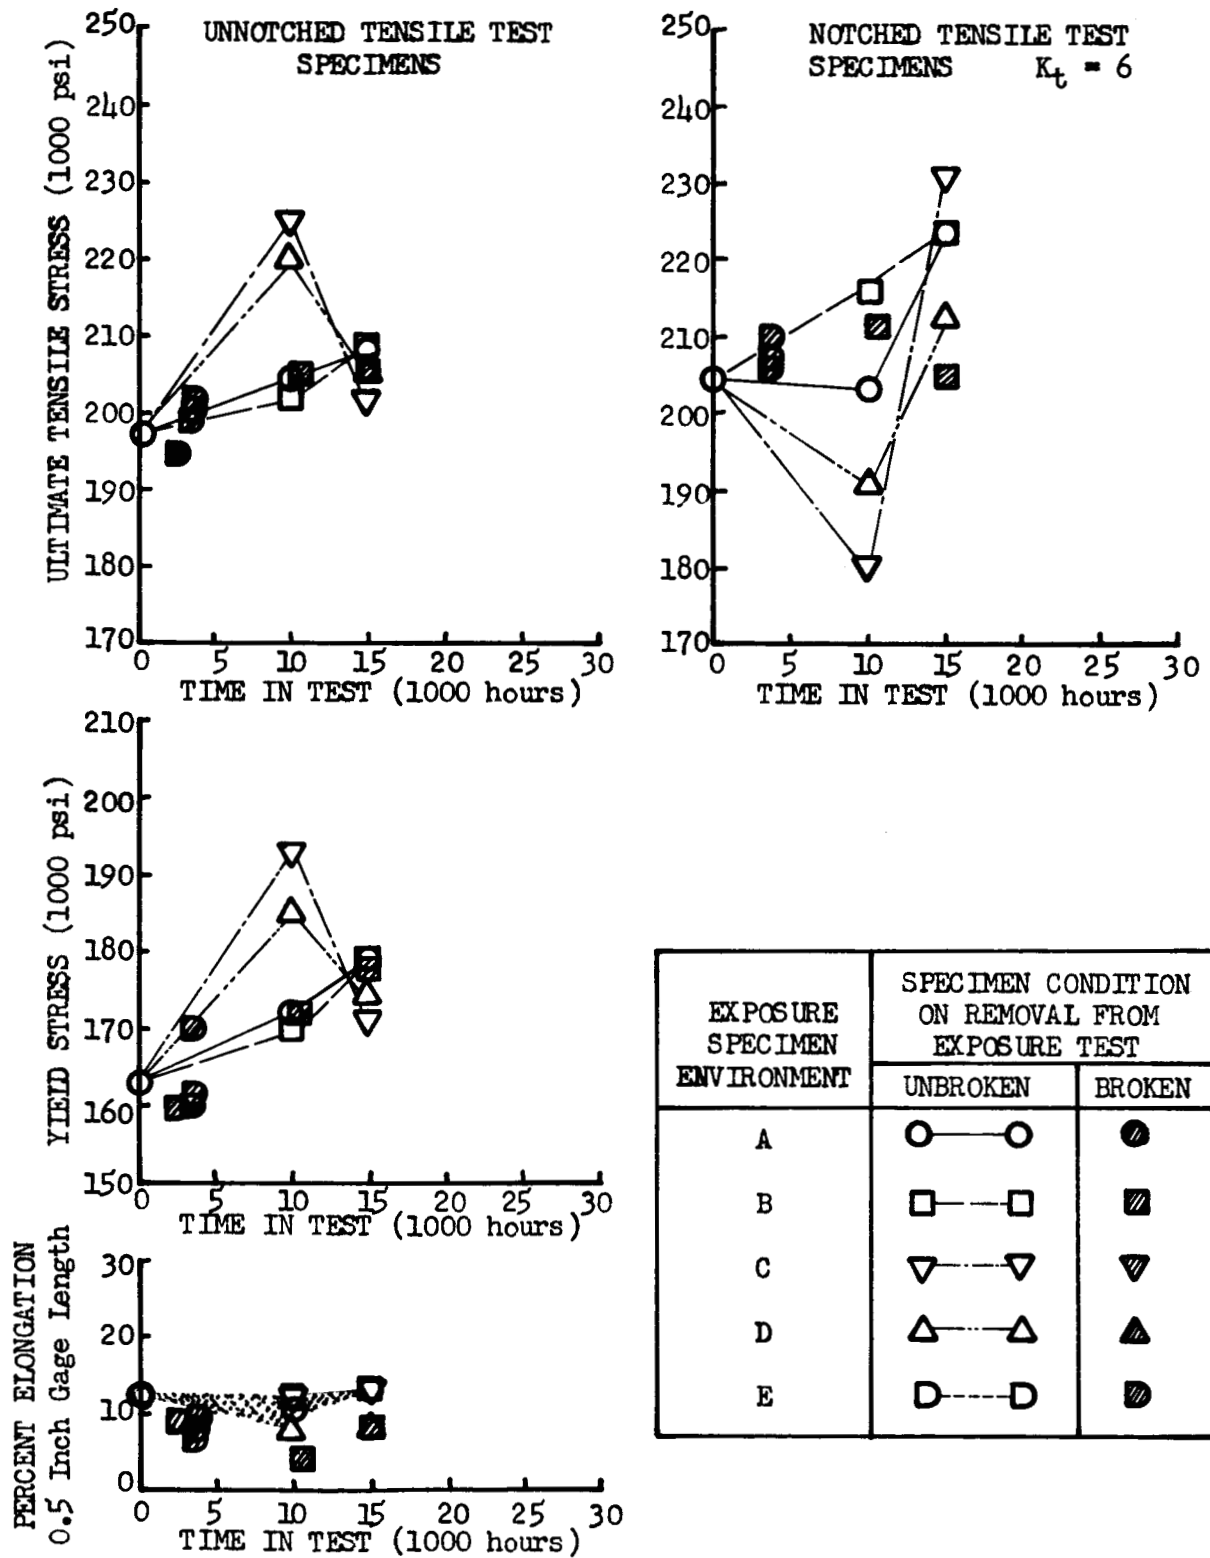 UNNOTCHED TENSILE TEST
SPECIMENS
ULTIMATE TENSILE STRESS (1000 psi)
250
240
230
220
210
200
190
180
170
0 5 10 15 20 25 30
TIME IN TEST (1000 hours)
NOTCHED TENSILE TEST
SPECIMENS Kt = 6
250
240
230
220
210
200
190
180
170
0 5 10 15 20 25 30
TIME IN TEST (1000 hours)
YIELD STRESS (1000 psi)
210
200
190
180
170
160
150
0 5 10 15 20 25 30
TIME IN TEST (1000 hours)
PERCENT ELONGATION
0.5 Inch Gage Length
30
20
10
0
0 5 10 15 20 25 30
TIME IN TEST (1000 hours)
EXPOSURE
SPECIMEN
ENVIRONMENT
SPECIMEN CONDITION
ON REMOVAL FROM
EXPOSURE TEST
UNBROKEN
BROKEN
A
B
C
D
E